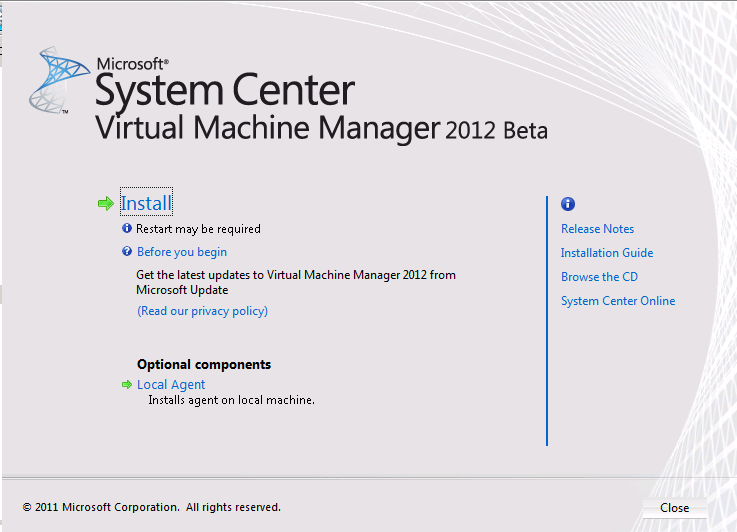 Microsoft®
System Center
Virtual Machine Manager 2012 Beta
TM
Install
Restart may be required
Before you begin
Get the latest updates to Virtual Machine Manager 2012 from
Microsoft Update
(Read our privacy policy)
Optional components
Local Agent
Installs agent on local machine.
Release Notes
Installation Guide
Browse the CD
System Center Online
© 2011 Microsoft Corporation. All rights reserved.
Close